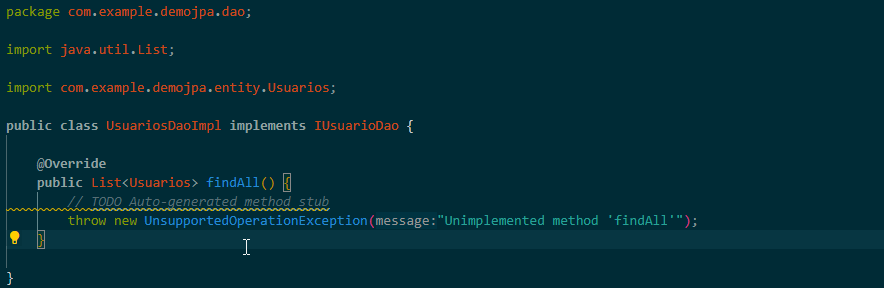 package com.example.demojpa.dao;
import java.util.List;
import com.example.demojpa.entity.Usuarios;
public class UsuariosDaoImpl implements IUsuarioDao {
@Override
public List<Usuarios> findAll() {
// TODO Auto-generated method stub
throw new UnsupportedOperationException(message:"Unimplemented method 'findAll'");
}
}